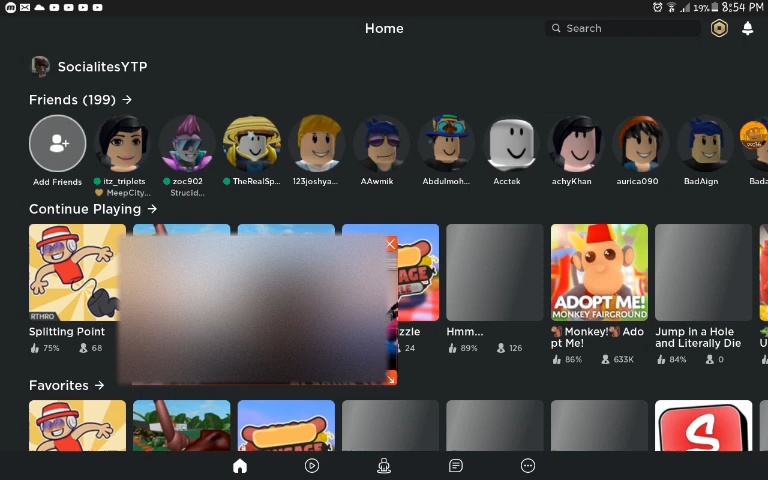 19% 8:54 PM
Home
Search
SocialitesYTP
Friends (199) →
Add Friends
itz_triplets
MeepCity...
zoc902
Strucid...
TheRealSp...
123joshya...
AAwmik
Abdulmoh...
Acctek
achyKhan
aurica090
BadAign
Bada
Continue Playing →
RTHRO
ADOPT ME!
MONKEY FAIRGROUND
Splitting Point
75% 68
zzle
24
Hmm...
89% 126
🐒Monkey!🐒 Ado
pt Me!
86% 633K
Jump in a Hole
and Literally Die
84% 0
Favorites →
S